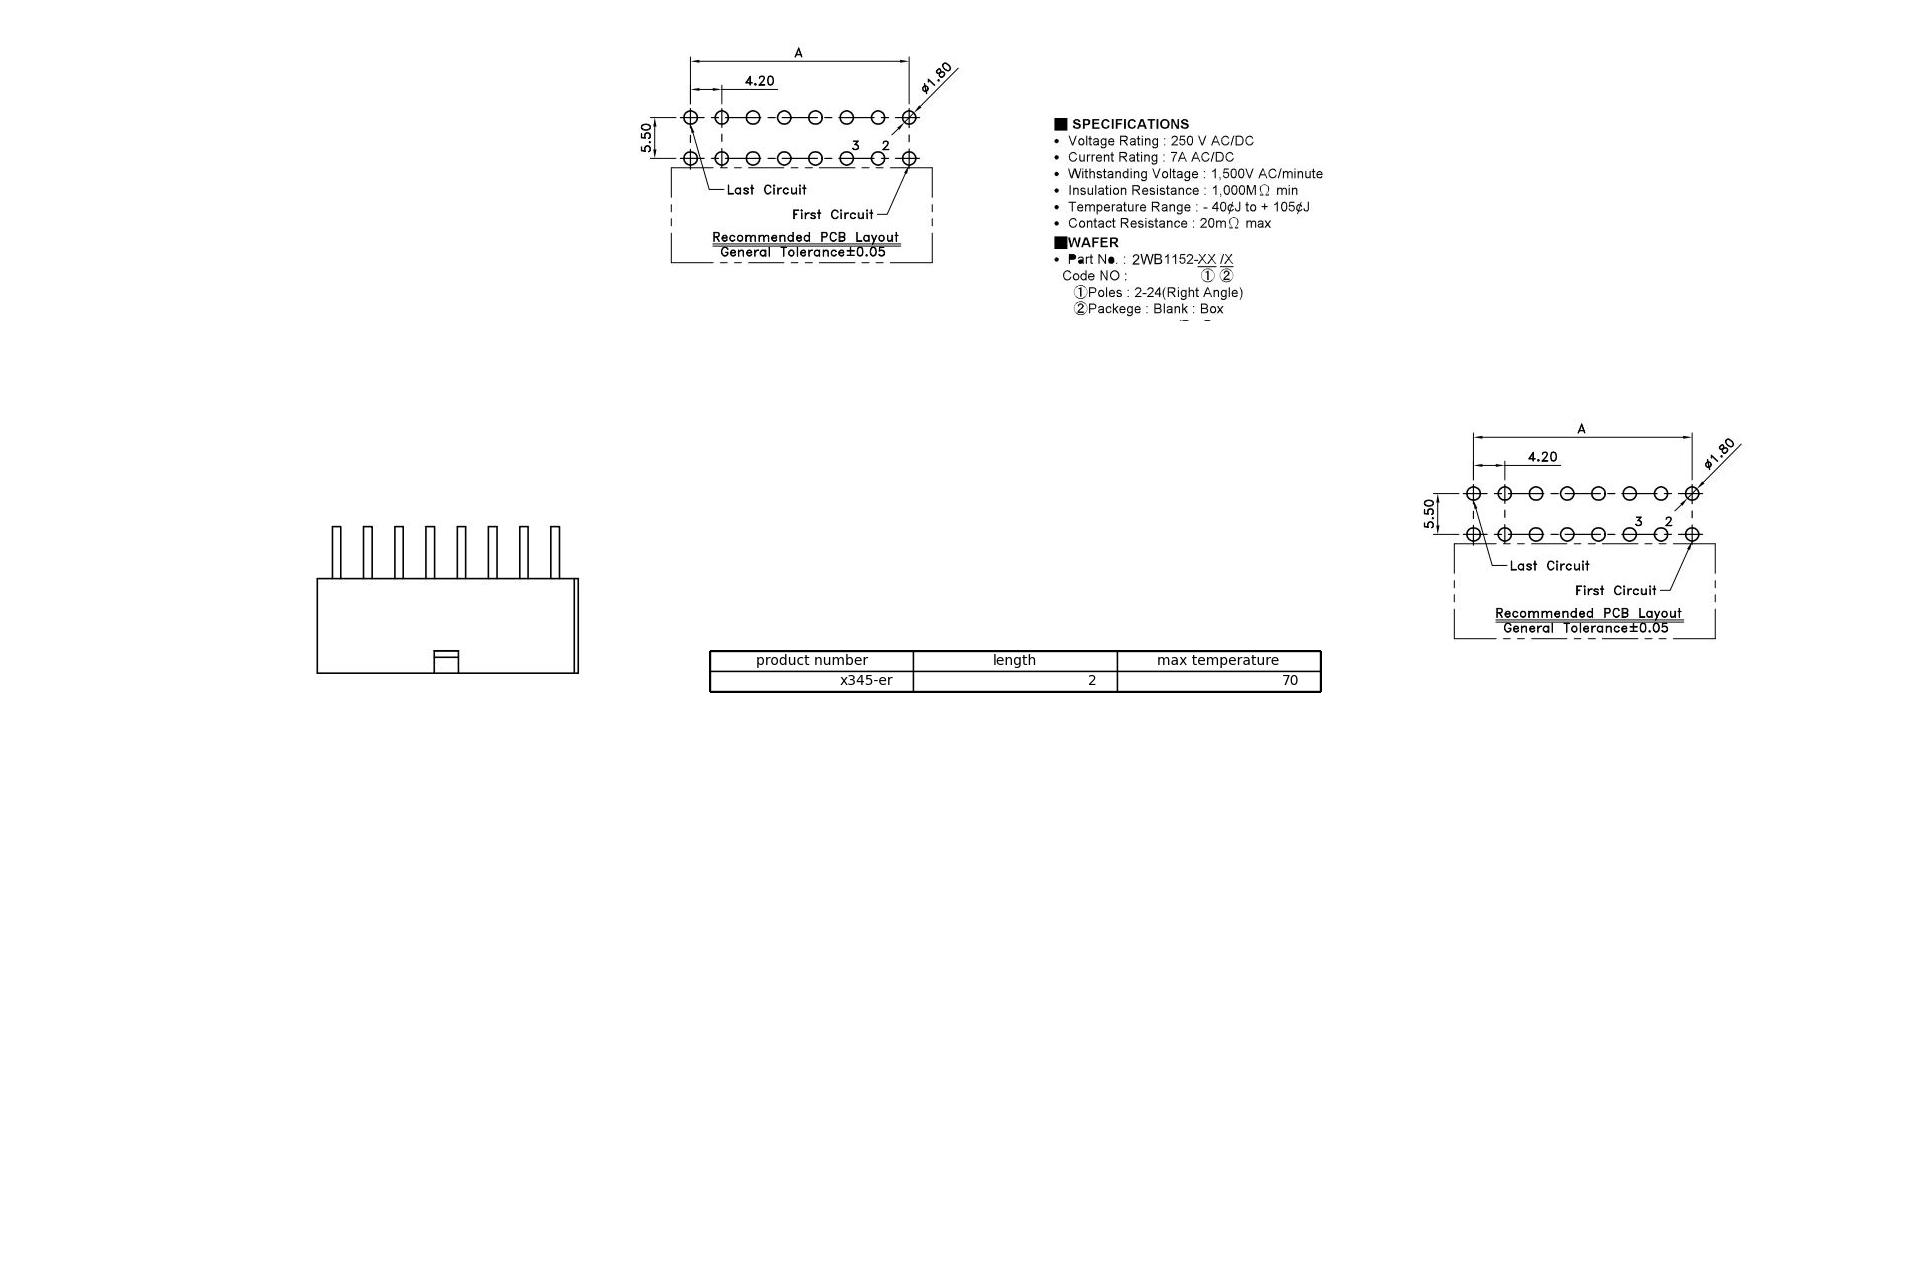 A
4.20
ø1.80
5.50
3 2
Last Circuit
First Circuit
Recommended PCB Layout
General Tolerance±0.05
■ SPECIFICATIONS
• Voltage Rating : 250 V AC/DC
• Current Rating : 7A AC/DC
• Withstanding Voltage : 1,500V AC/minute
• Insulation Resistance : 1,000MΩ min
• Temperature Range : - 40¢J to + 105¢J
• Contact Resistance : 20mΩ max
■WAFER
• Part No. : 2WB1152-XX /X
Code NO : ① ②
①Poles : 2-24(Right Angle)
②Packege : Blank : Box
A
4.20
ø1.80
5.50
3 2
Last Circuit
First Circuit
Recommended PCB Layout
General Tolerance±0.05
product number length max temperature
x345-er 2 70